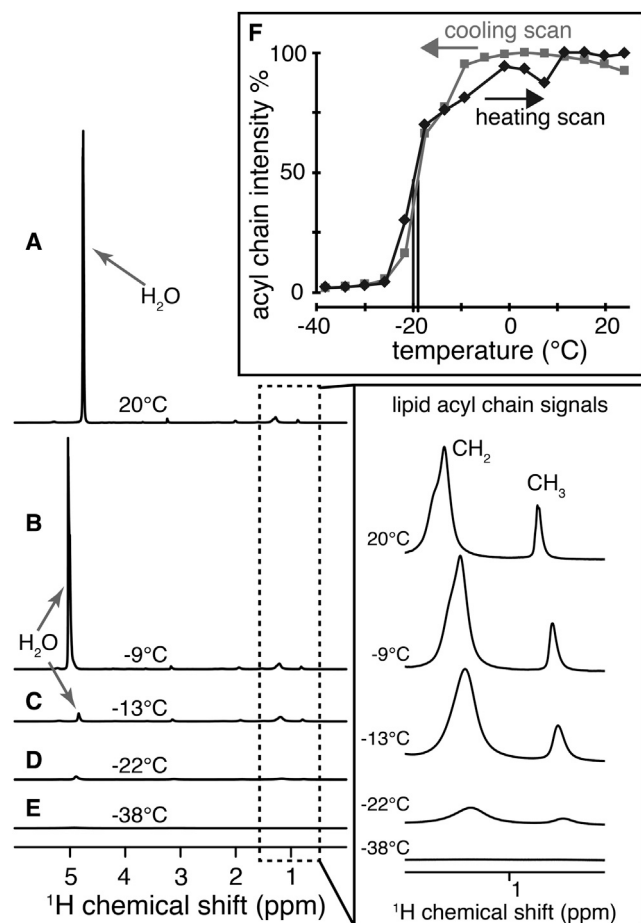 F
cooling scan
heating scan
acyl chain intensity %
100
50
0
-40
-20
0
20
temperature (°C)
A
H₂O
20°C
B
H₂O
-9°C
C
-13°C
D
-22°C
E
-38°C
5
4
3
2
1
¹H chemical shift (ppm)
lipid acyl chain signals
CH₂
CH₃
20°C
-9°C
-13°C
-22°C
-38°C
1
¹H chemical shift (ppm)